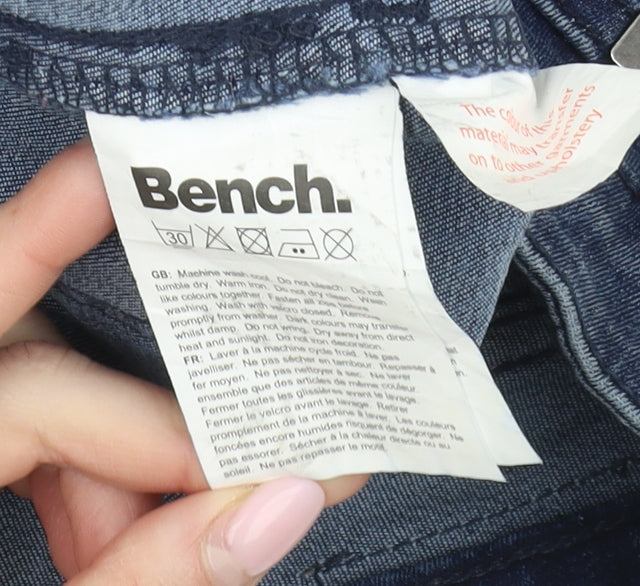 Bench.
30
GB: Machine wash cool. Do not bleach. Do not
tumble dry. Warm iron. Do not dry clean. Wash
like colours together. Fasten all zips before
washing. Wash with velcro closed. Remove
promptly from washer. Dark colours may transfer
whilst damp. Do not wring. Dry away from direct
heat and sunlight. Do not iron decoration.
FR: Laver à la machine cycle froid. Ne pas
javelliser. Ne pas sécher en tambour. Repasser à
fer moyen. Ne pas nettoyer à sec. Ne laver
ensemble que des articles de même couleur.
Fermer toutes les glissières avant le lavage.
Fermer le velcro avant le lavage. Retirer
promptement de la machine à laver. Les couleurs
foncées encore humides risquent de dégorger. Ne
pas essorer. Sécher à la chaleur directe ou au
soleil. Ne pas repasser le motif.
The color of this
material may transfer
on to other garments
and upholstery